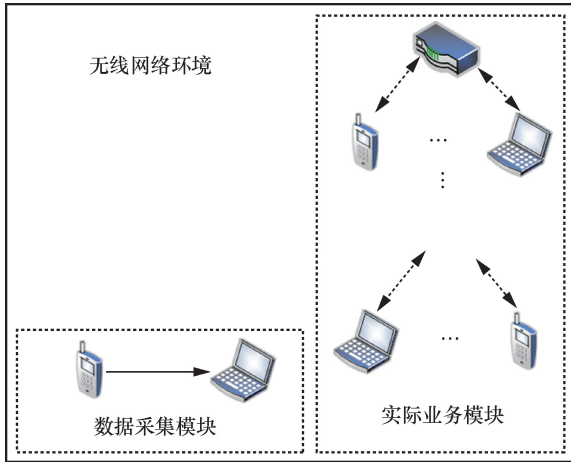 无线网络环境
数据采集模块
实际业务模块